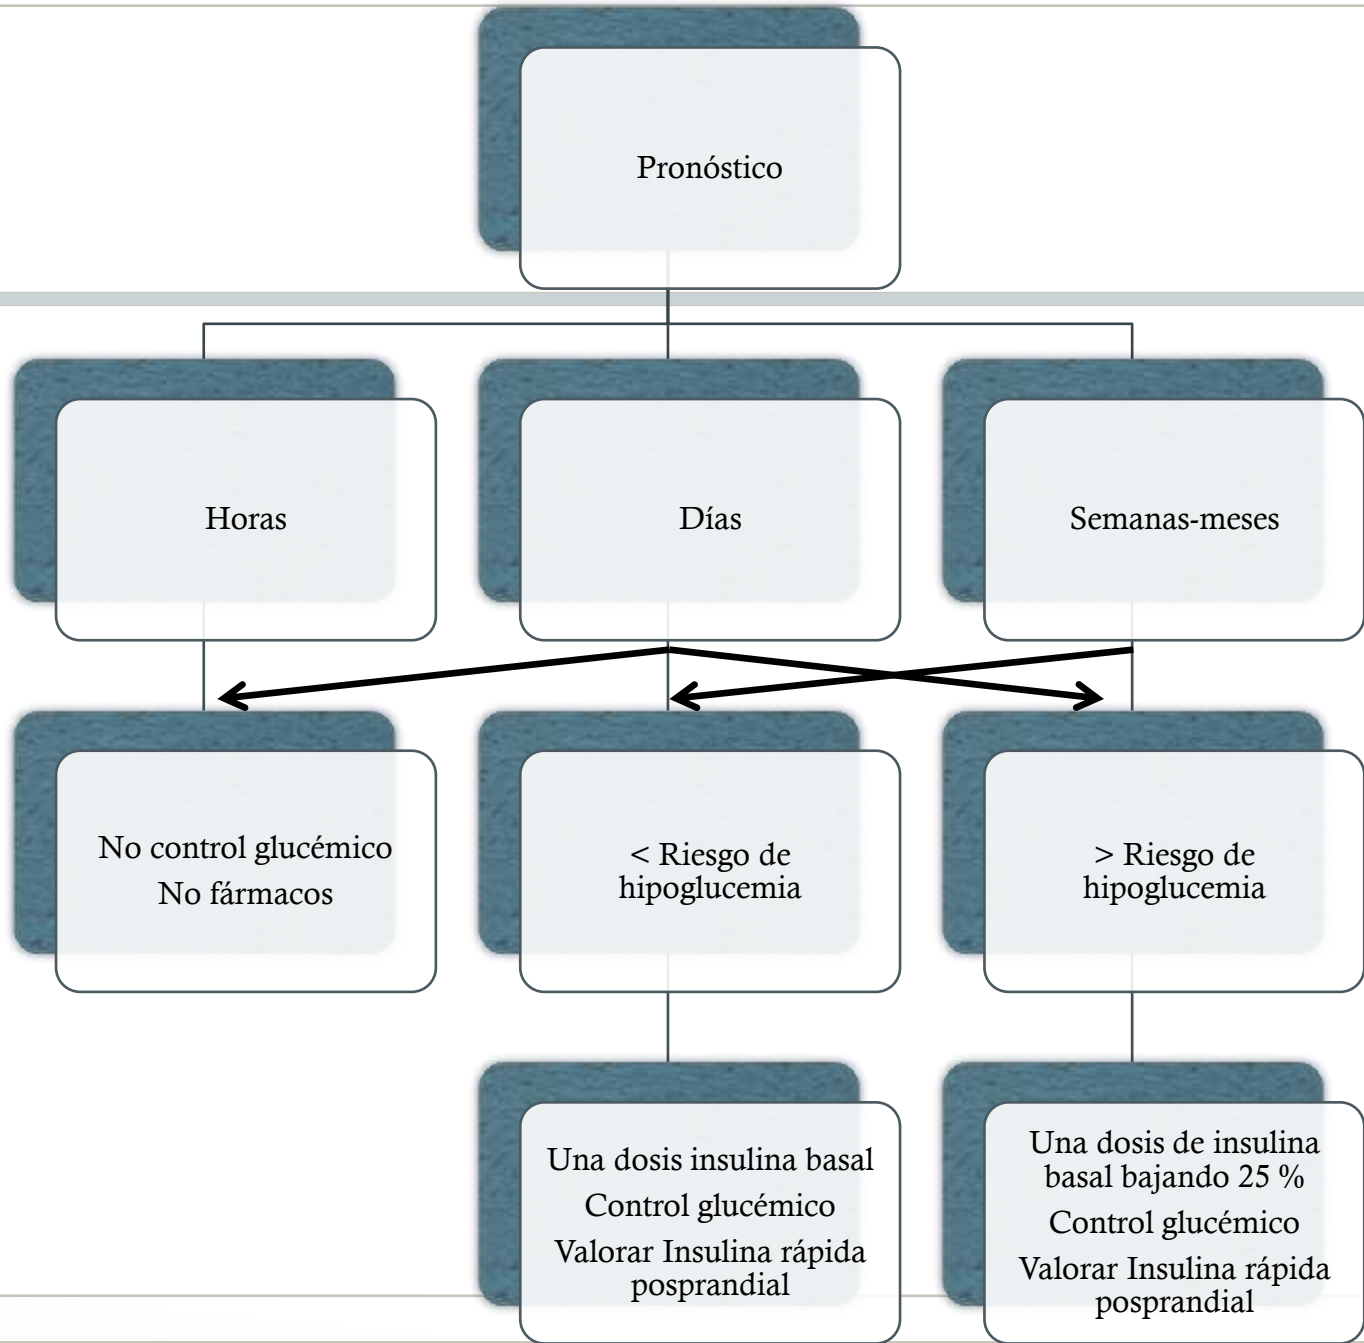 Pronóstico
Horas
Días
Semanas-meses
No control glucémico
No fármacos
< Riesgo de
hipoglucemia
> Riesgo de
hipoglucemia
Una dosis insulina basal
Control glucémico
Valorar Insulina rápida
posprandial
Una dosis de insulina
basal bajando 25 %
Control glucémico
Valorar Insulina rápida
posprandial